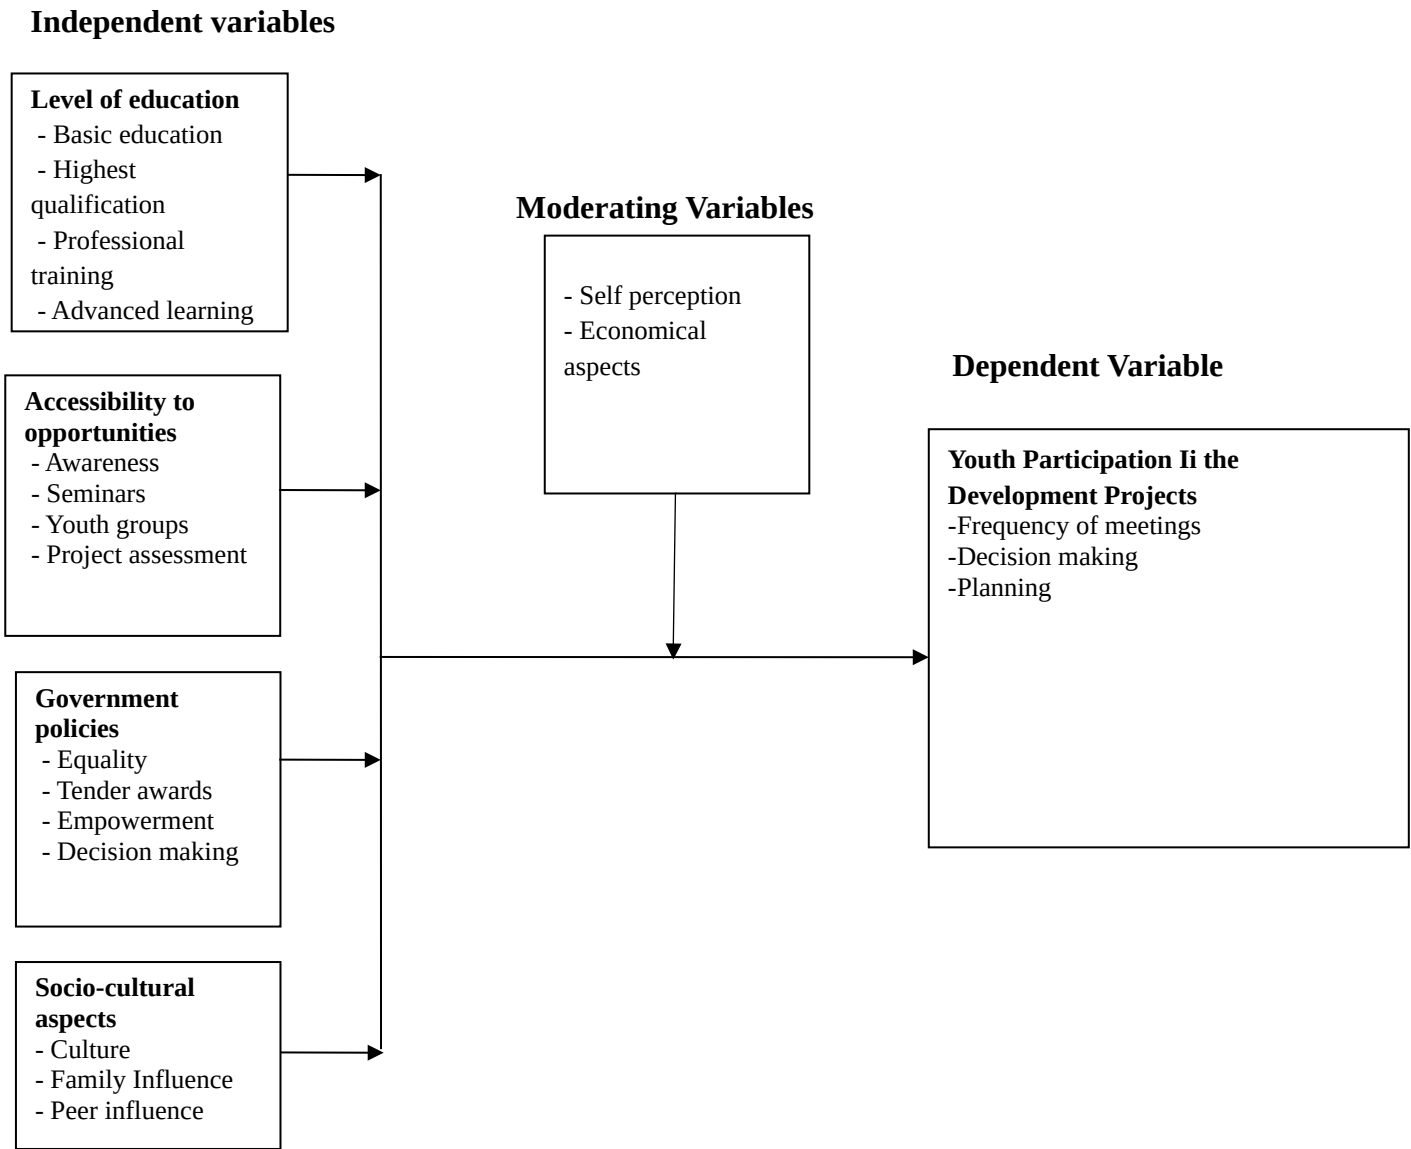 Independent variables
Level of education
- Basic education
- Highest
qualification
- Professional
training
- Advanced learning
Accessibility to
opportunities
- Awareness
- Seminars
- Youth groups
- Project assessment
Government
policies
- Equality
- Tender awards
- Empowerment
- Decision making
Socio-cultural
aspects
- Culture
- Family Influence
- Peer influence
Moderating Variables
- Self perception
- Economical
aspects
Dependent Variable
Youth Participation Ii the
Development Projects
-Frequency of meetings
-Decision making
-Planning